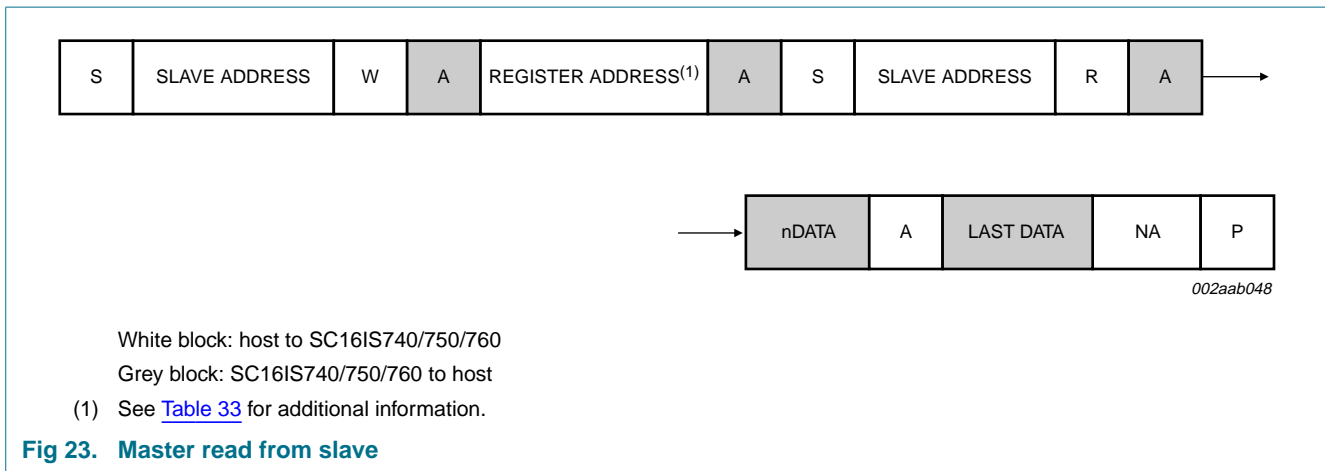 S SLAVE ADDRESS W A REGISTER ADDRESS(1) A S SLAVE ADDRESS R A
nDATA A LAST DATA NA P
002aab048
White block: host to SC16IS740/750/760
Grey block: SC16IS740/750/760 to host
(1) See Table 33 for additional information.
Fig 23. Master read from slave